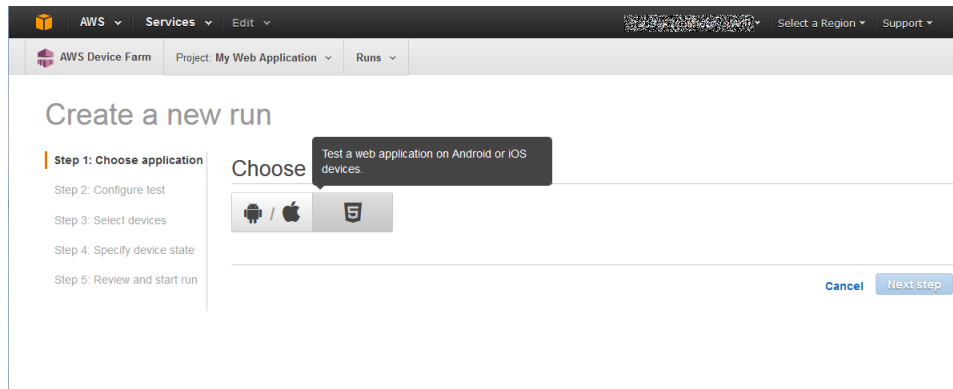 AWS Services Edit Select a Region Support
AWS Device Farm Project: My Web Application Runs
Create a new run
Step 1: Choose application
Step 2: Configure test
Step 3: Select devices
Step 4: Specify device state
Step 5: Review and start run
Choose
Test a web application on Android or iOS
devices.
/
Cancel Next step